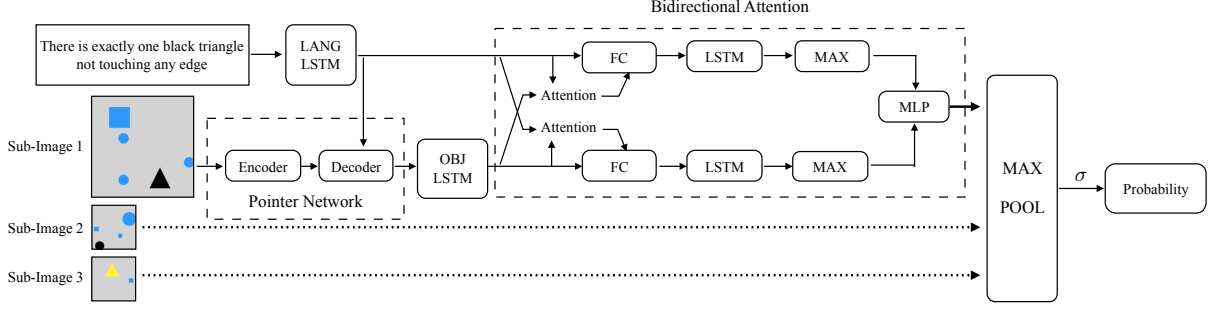 Bidirectional Attention
There is exactly one black triangle
not touching any edge
LANG
LSTM
FC
LSTM
MAX
Attention
MLP
Attention
Sub-Image 1
Encoder
Decoder
OBJ
LSTM
FC
LSTM
MAX
Pointer Network
MAX
POOL
σ
Probability
Sub-Image 2
Sub-Image 3